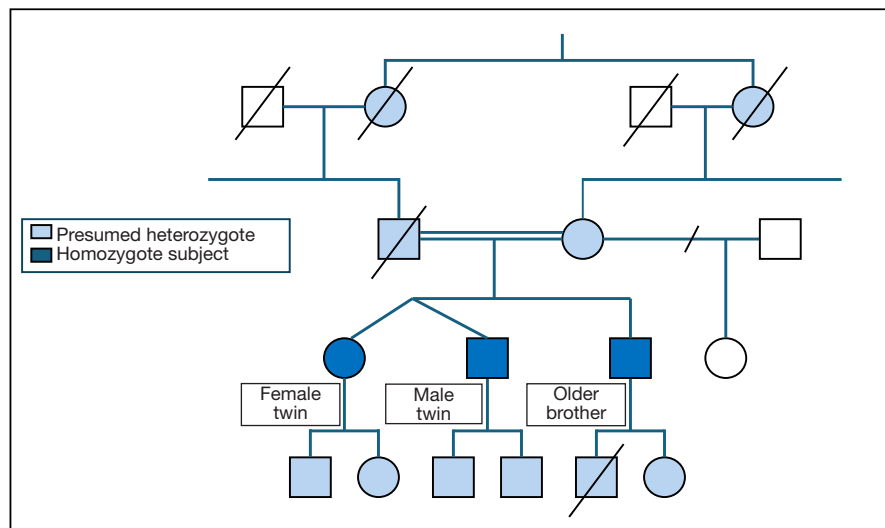 Presumed heterozygote
Homozygote subject
Female
twin
Male
twin
Older
brother